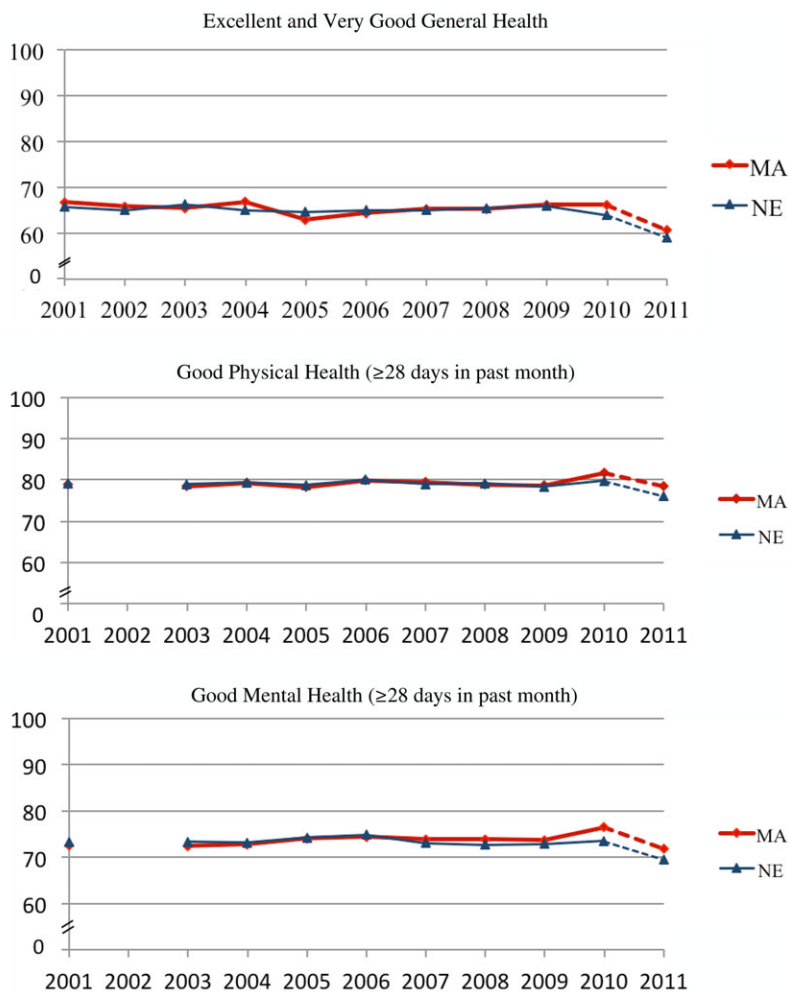 Excellent and Very Good General Health
100
90
80
70
60
0
MA
NE
2001 2002 2003 2004 2005 2006 2007 2008 2009 2010 2011
Good Physical Health (≥28 days in past month)
100
90
80
70
60
0
MA
NE
2001 2002 2003 2004 2005 2006 2007 2008 2009 2010 2011
Good Mental Health (≥28 days in past month)
100
90
80
70
60
0
MA
NE
2001 2002 2003 2004 2005 2006 2007 2008 2009 2010 2011